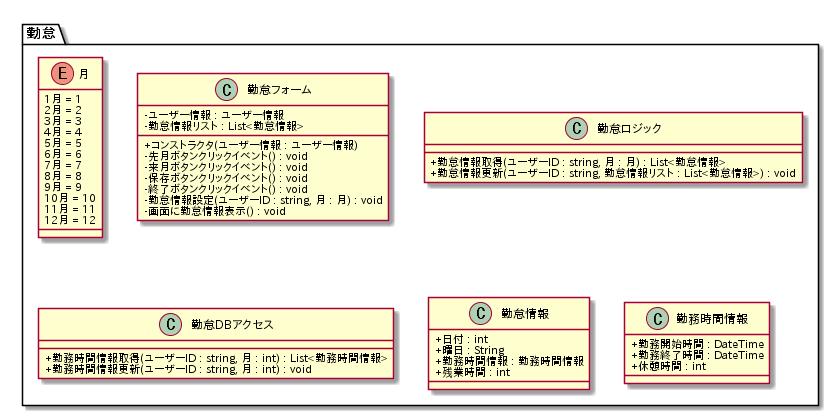 勤怠
E 月
1月 = 1
2月 = 2
3月 = 3
4月 = 4
5月 = 5
6月 = 6
7月 = 7
8月 = 8
9月 = 9
10月 = 10
11月 = 11
12月 = 12
C 勤怠フォーム
-ユーザー情報 : ユーザー情報
-勤怠情報リスト : List<勤怠情報>
+コンストラクタ(ユーザー情報 : ユーザー情報)
-先月ボタンクリックイベント() : void
-来月ボタンクリックイベント() : void
-保存ボタンクリックイベント() : void
-終了ボタンクリックイベント() : void
-勤怠情報設定(ユーザーID : string, 月 : 月) : void
-画面に勤怠情報表示() : void
C 勤怠ロジック
+勤怠情報取得(ユーザーID : string, 月 : 月) : List<勤怠情報>
+勤怠情報更新(ユーザーID : string, 勤怠情報リスト : List<勤怠情報>) : void
C 勤怠DBアクセス
+勤務時間情報取得(ユーザーID : string, 月 : int) : List<勤務時間情報>
+勤務時間情報更新(ユーザーID : string, 月 : int) : void
C 勤怠情報
+日付 : int
+曜日 : String
+勤務時間情報 : 勤務時間情報
+残業時間 : int
C 勤務時間情報
+勤務開始時間 : DateTime
+勤務終了時間 : DateTime
+休憩時間 : int